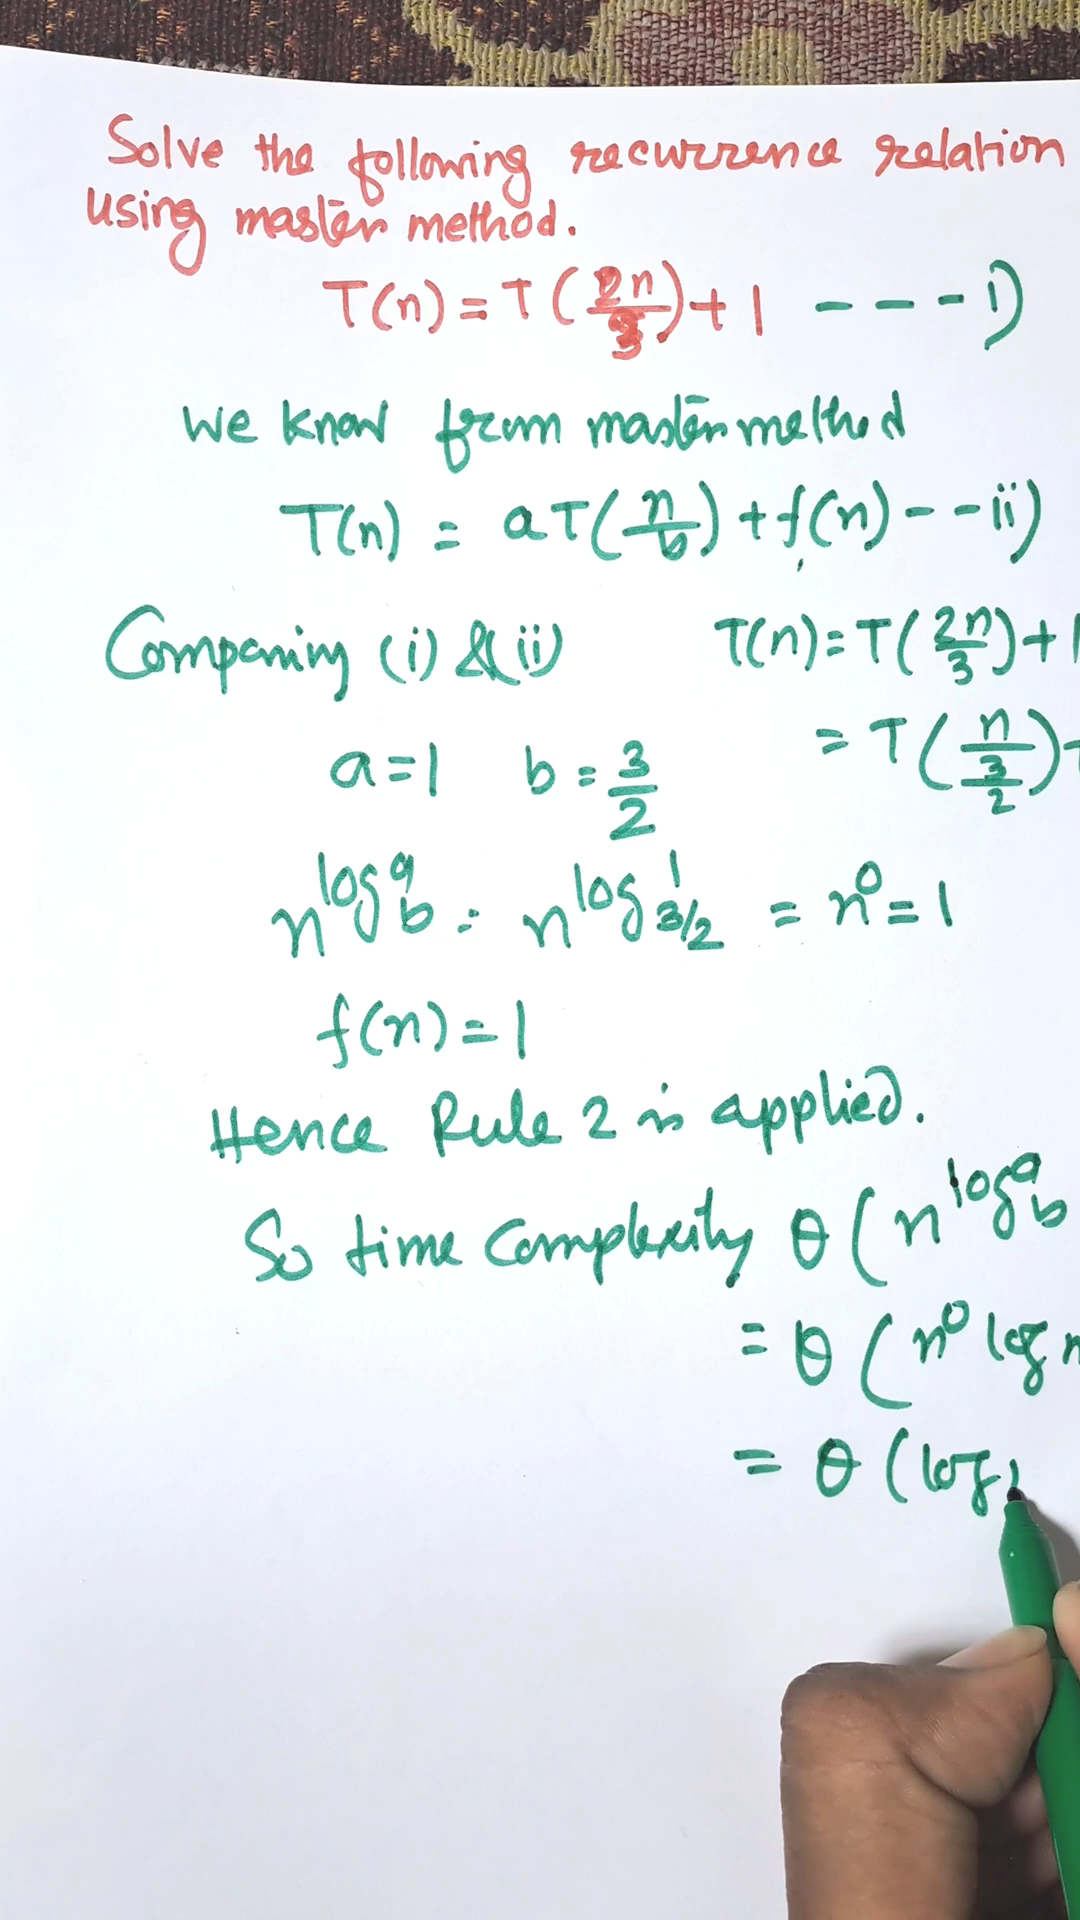 Solve the following recurrence relation
using master method.
T(n) = T(2n/3) + 1 ---- i)
we know from master method
T(n) = aT(n/b) + f(n) -- ii)
Comparing (i) & (ii) T(n) = T(2n/3) + 1
a = 1 b = 3/2 = T(n/(3/2)) +
n^log_b^a = n^log_3/2^1 = n^0 = 1
f(n) = 1
Hence Rule 2 is applied.
So time complexity θ(n^log_b^a
= θ(n^0 log n
= θ(log